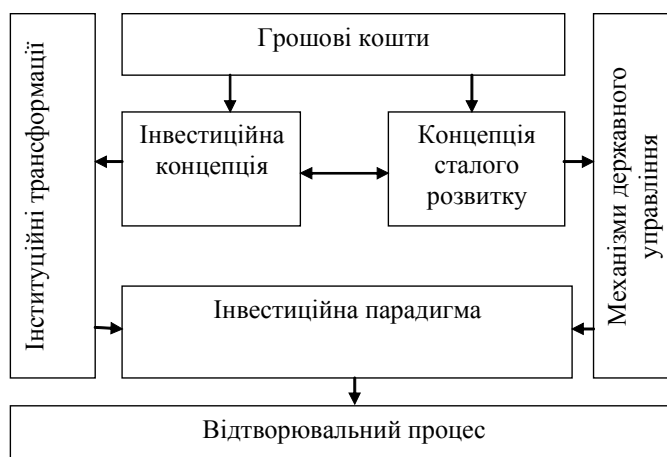 Грошові кошти
Інституційні трансформації
Інвестиційна
концепція
Концепція
сталого
розвитку
Механізми державного
управління
Інвестиційна парадигма
Відтворювальний процес